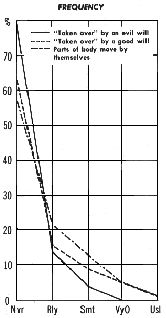 FREQUENCY
%
"Taken over" by an evil will
"Taken over" by a good will
Parts of body move by
themselves
70
60
50
40
30
20
10
0
Nvr Rly Smt VyO Usl